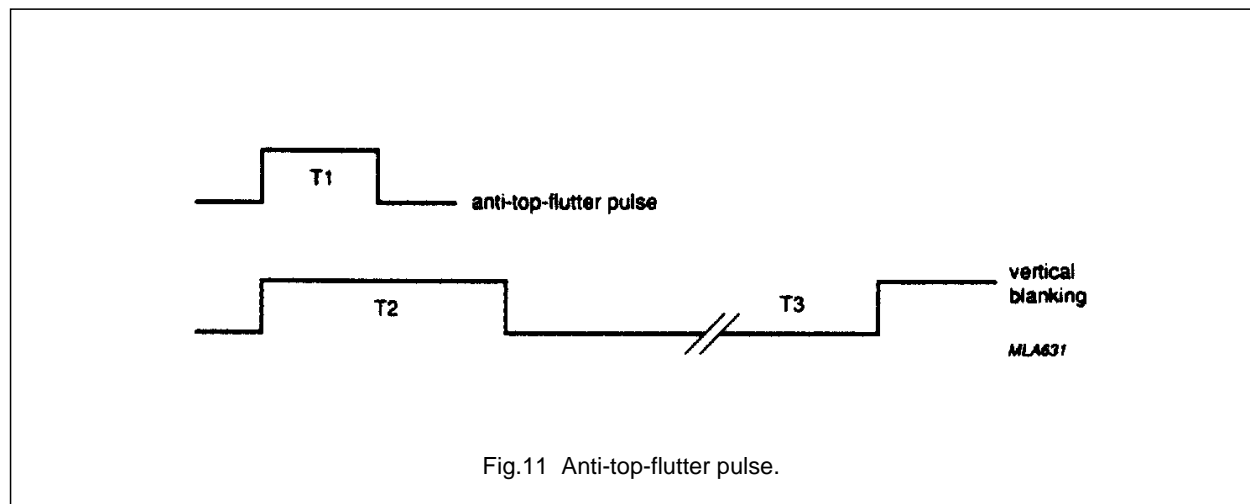 T1
anti-top-flutter pulse
T2
T3
vertical
blanking
MLA631
Fig.11 Anti-top-flutter pulse.